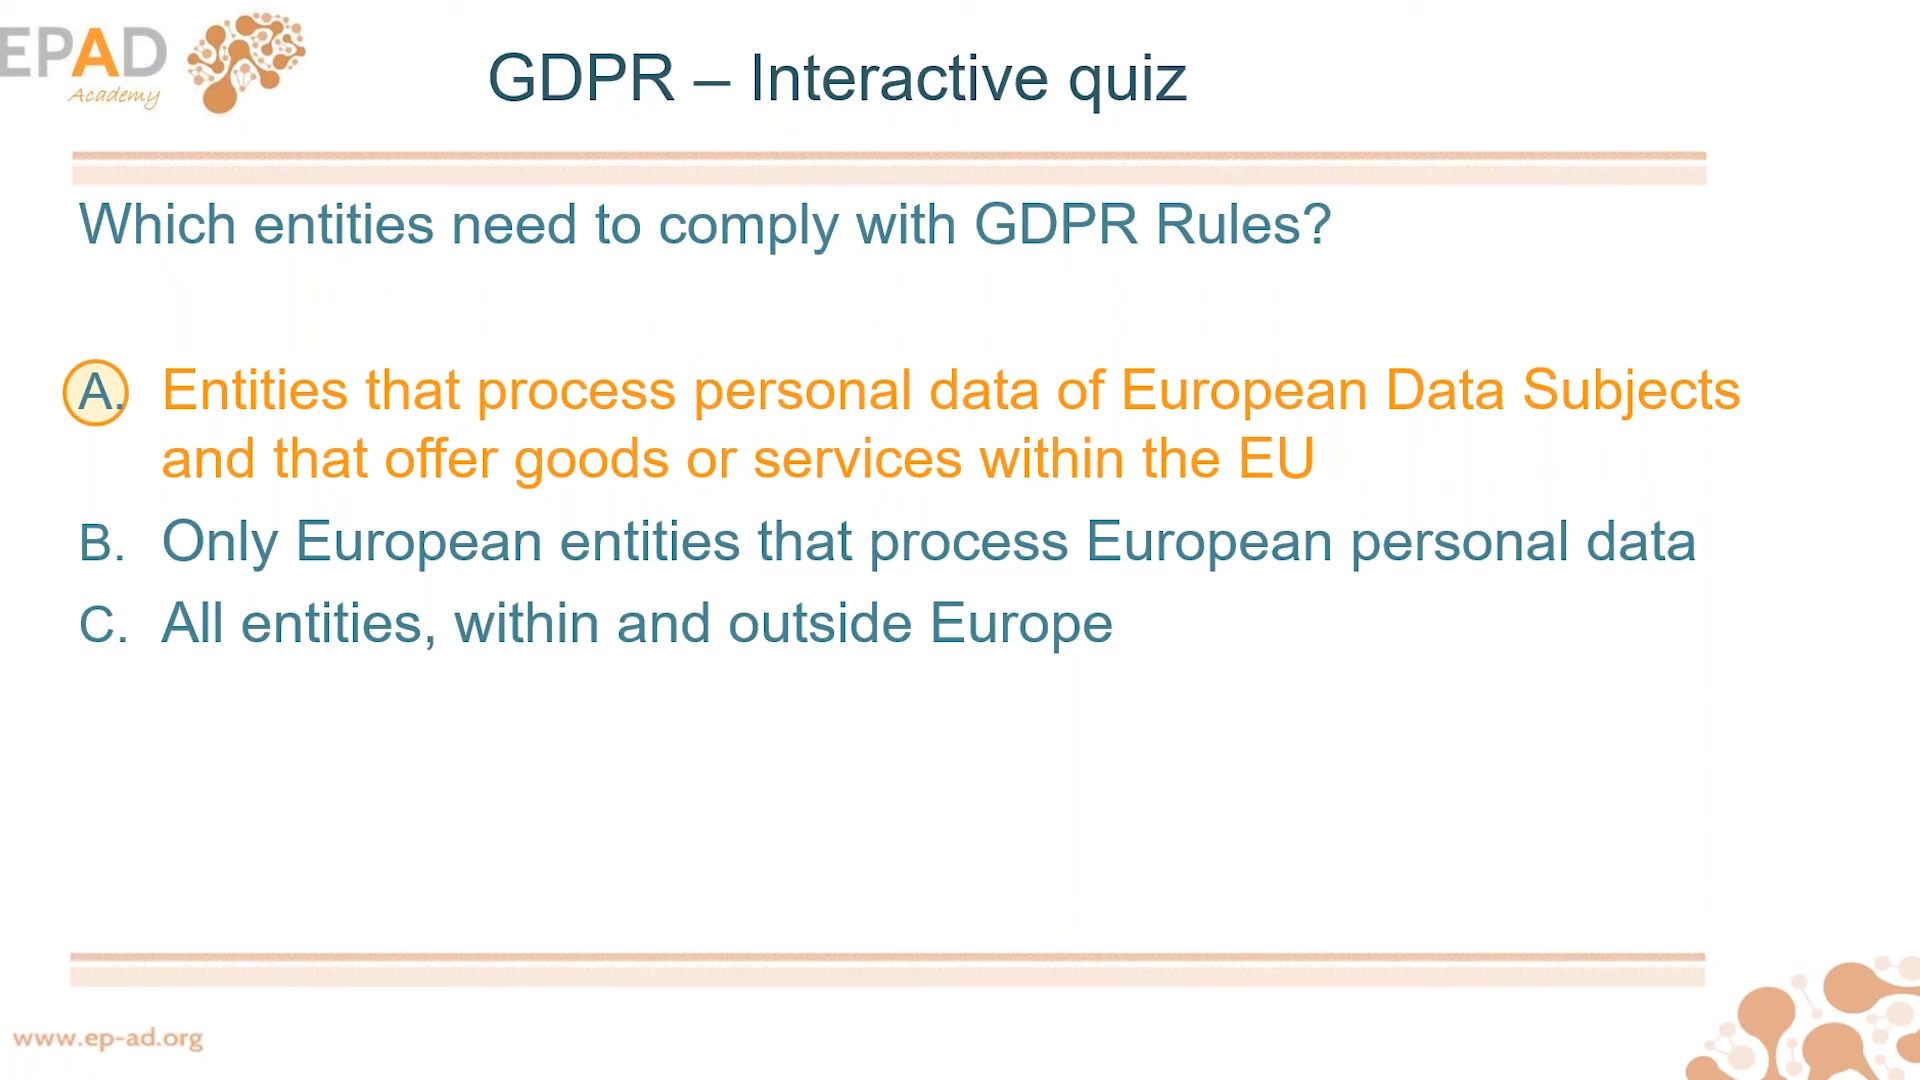 EPAD
Academy
GDPR – Interactive quiz
Which entities need to comply with GDPR Rules?
A. Entities that process personal data of European Data Subjects
and that offer goods or services within the EU
B. Only European entities that process European personal data
C. All entities, within and outside Europe
www.ep-ad.org